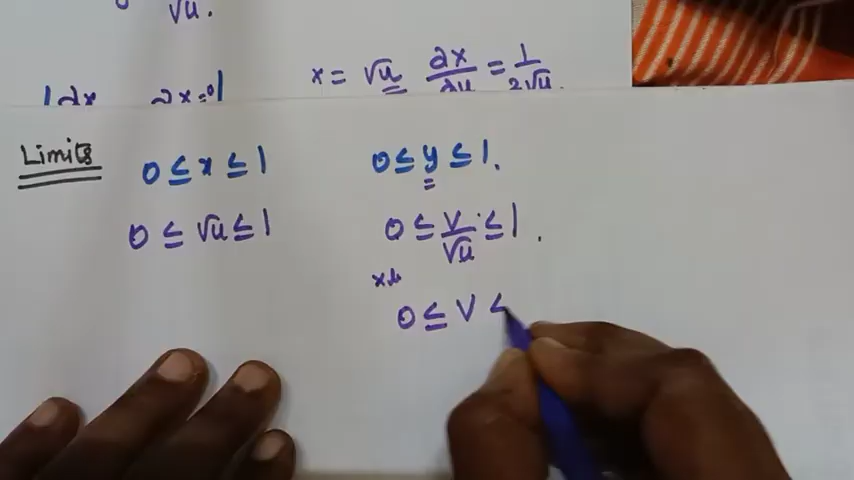 √u.
x = √u ∂x/∂u = 1/2√u.
∂x
Limits 0 ≤ x ≤ 1 0 ≤ y ≤ 1.
0 ≤ √u ≤ 1 0 ≤ v/√u ≤ 1.
0 ≤ v ≤